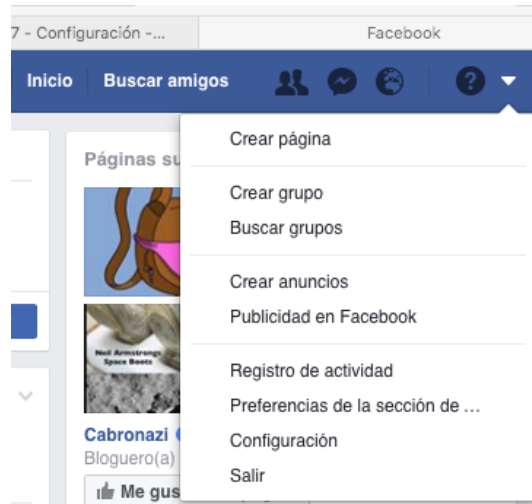 7 - Configuración -...
Facebook
Inicio
Buscar amigos
?
Crear página
Crear grupo
Buscar grupos
Crear anuncios
Publicidad en Facebook
Registro de actividad
Preferencias de la sección de ...
Configuración
Salir
Páginas su
Neil Armstrongs
Space Boots
Cabronazi
Bloguero(a)
Me gus